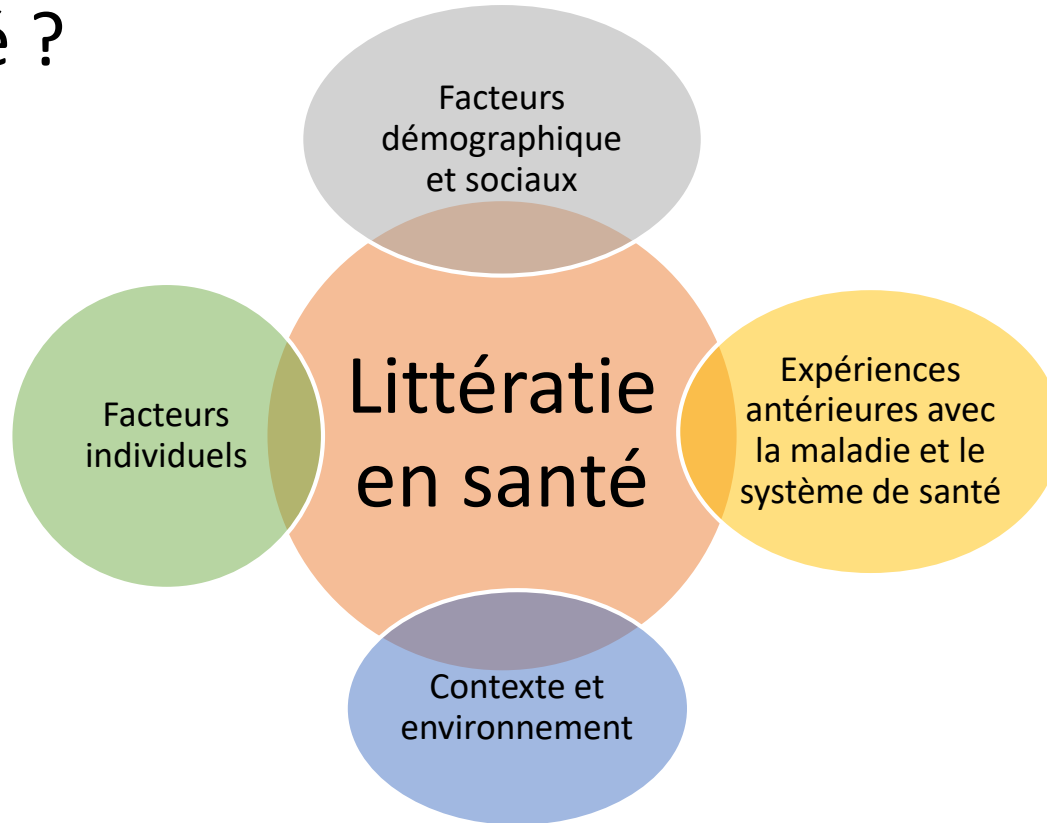 é ?
Facteurs
démographique
et sociaux
Facteurs
individuels
Littératie
en santé
Expériences
antérieures avec
la maladie et le
système de santé
Contexte et
environnement